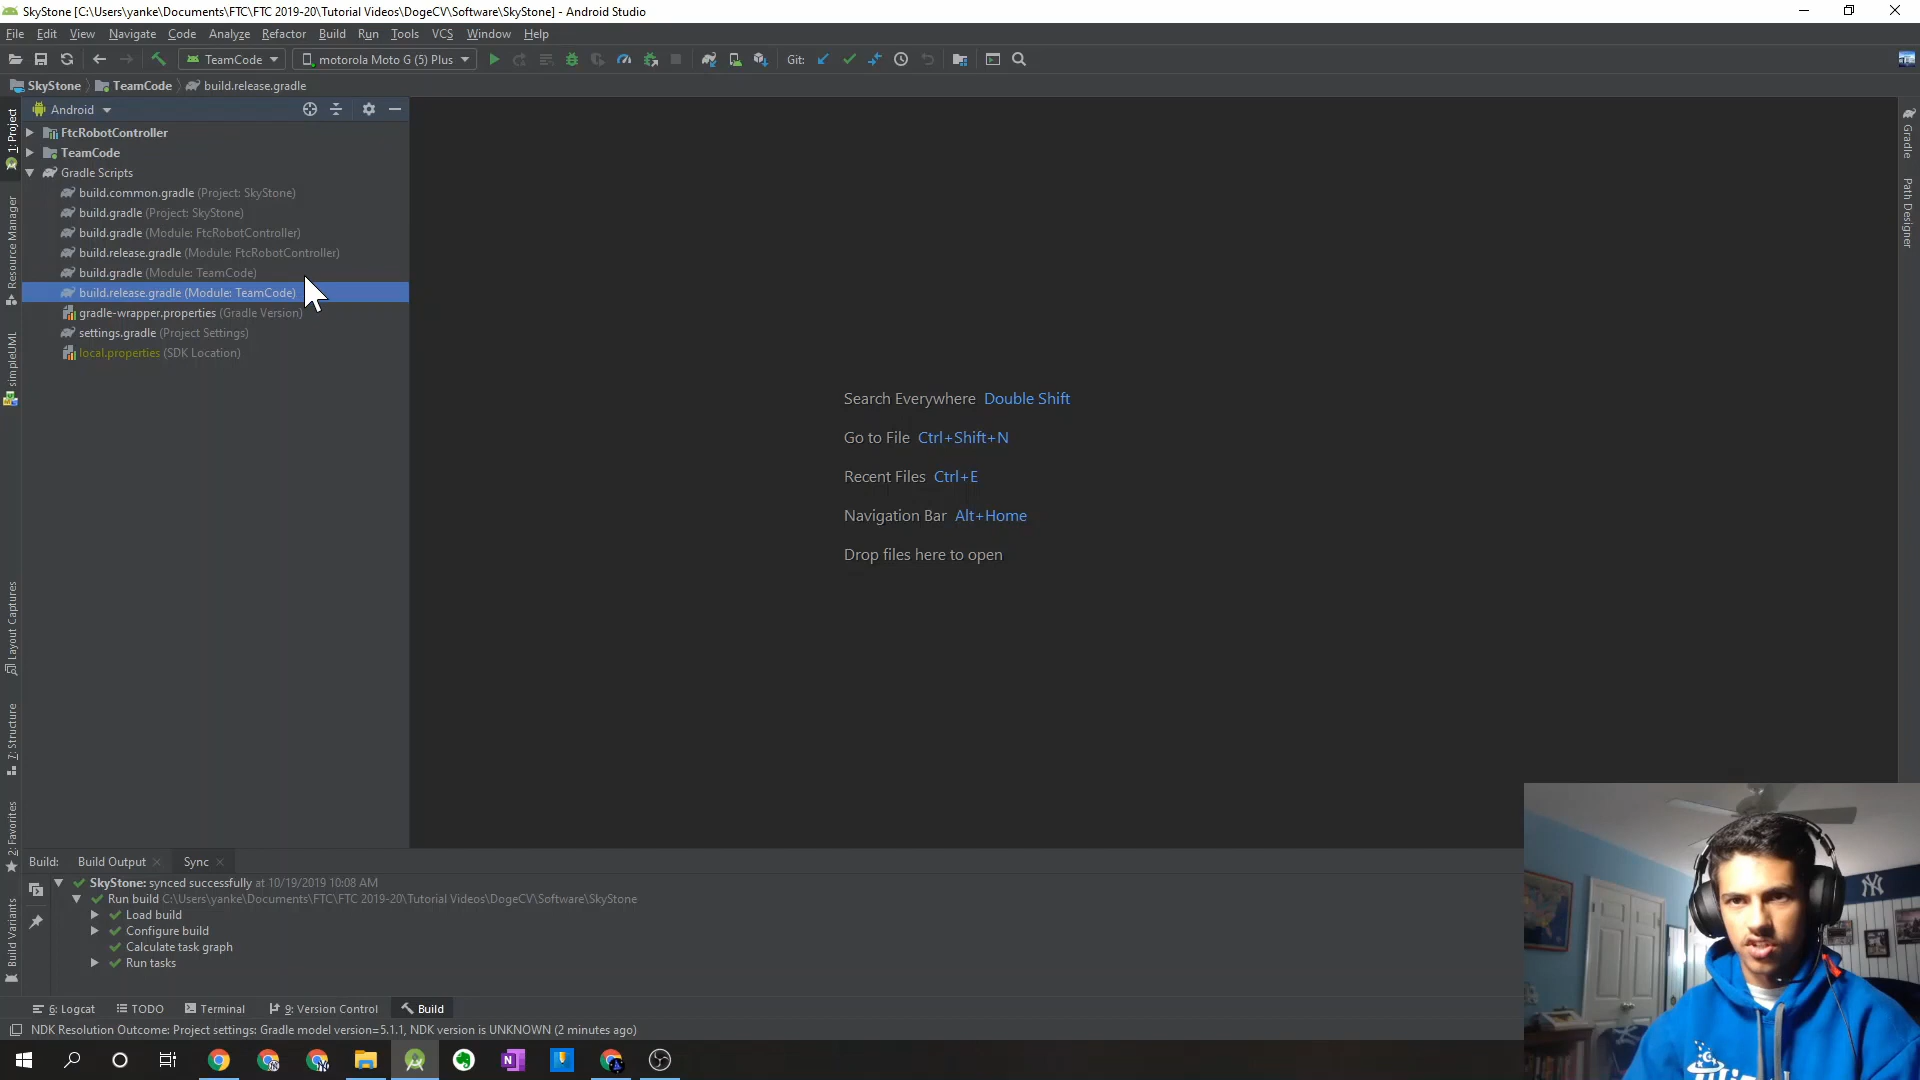 SkyStone [C:\Users\yanke\Documents\FTC\FTC 2019-20\Tutorial Videos\DogeCV\Software\SkyStone] - Android Studio
File Edit View Navigate Code Analyze Refactor Build Run Tools VCS Window Help
TeamCode motorola Moto G (5) Plus Git:
SkyStone TeamCode build.release.gradle
Android
FtcRobotController
TeamCode
Gradle Scripts
build.common.gradle (Project: SkyStone)
build.gradle (Project: SkyStone)
build.gradle (Module: FtcRobotController)
build.release.gradle (Module: FtcRobotController)
build.gradle (Module: TeamCode)
build.release.gradle (Module: TeamCode)
gradle-wrapper.properties (Gradle Version)
settings.gradle (Project Settings)
local.properties (SDK Location)
1: Project
Resource Manager
simpleUML
Layout Captures
7: Structure
2: Favorites
Build Variants
Search Everywhere Double Shift
Go to File Ctrl+Shift+N
Recent Files Ctrl+E
Navigation Bar Alt+Home
Drop files here to open
Gradle
Path Designer
Build: Build Output Sync
SkyStone: synced successfully at 10/19/2019 10:08 AM
Run build C:\Users\yanke\Documents\FTC\FTC 2019-20\Tutorial Videos\DogeCV\Software\SkyStone
Load build
Configure build
Calculate task graph
Run tasks
6: Logcat TODO Terminal 9: Version Control Build
NDK Resolution Outcome: Project settings: Gradle model version=5.1.1, NDK version is UNKNOWN (2 minutes ago)